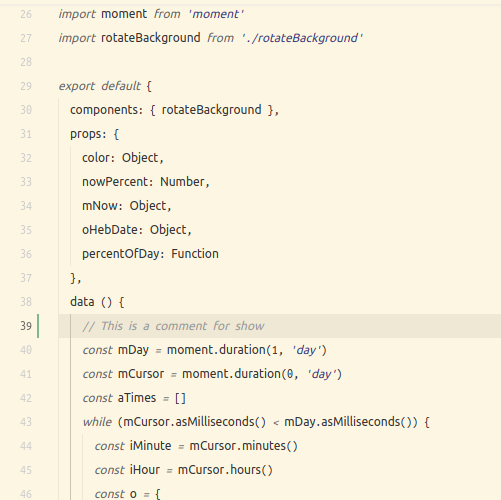 26 import moment from 'moment'
27 import rotateBackground from './rotateBackground'
28
29 export default {
30 components: { rotateBackground },
31 props: {
32 color: Object,
33 nowPercent: Number,
34 mNow: Object,
35 oHebDate: Object,
36 percentOfDay: Function
37 },
38 data () {
39 // This is a comment for show
40 const mDay = moment.duration(1, 'day')
41 const mCursor = moment.duration(0, 'day')
42 const aTimes = []
43 while (mCursor.asMilliseconds() < mDay.asMilliseconds()) {
44 const iMinute = mCursor.minutes()
45 const iHour = mCursor.hours()
46 const o = {